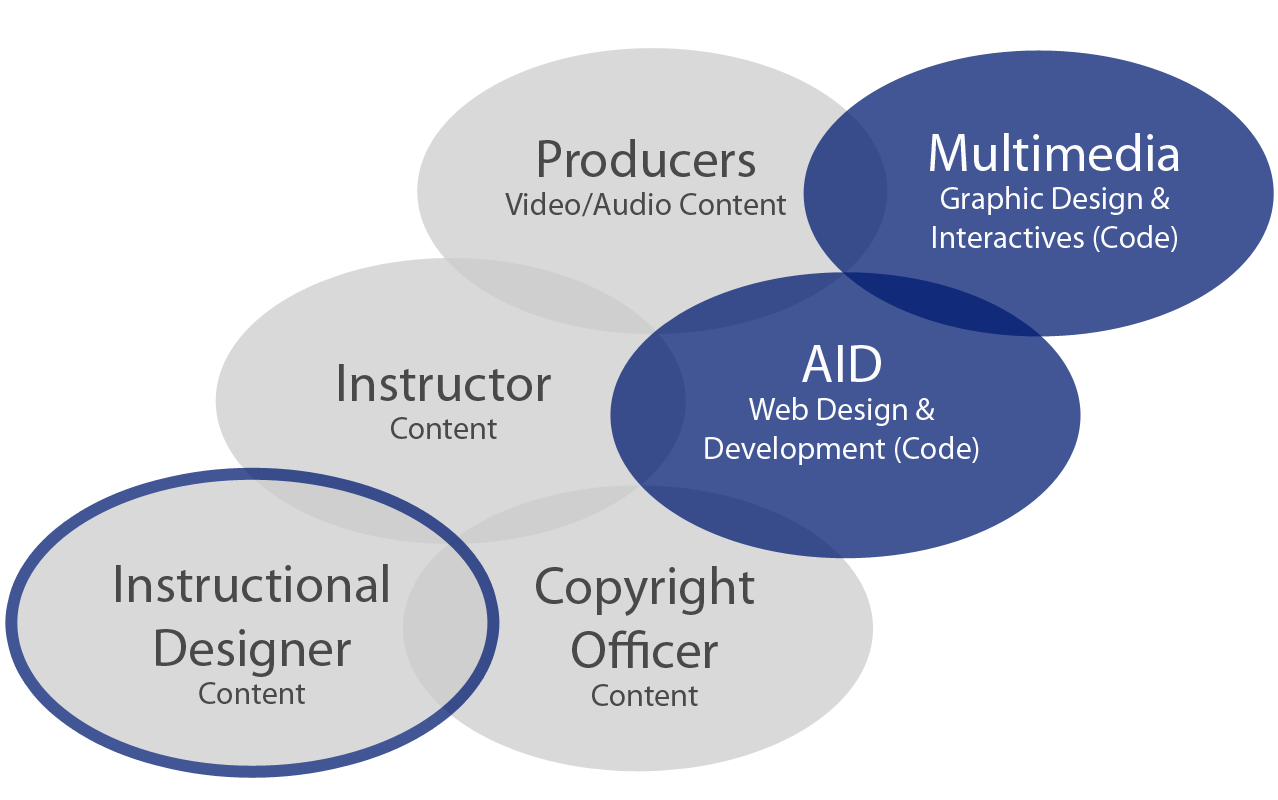 Producers
Video/Audio Content
Multimedia
Graphic Design &
Interactives (Code)
Instructor
Content
AID
Web Design &
Development (Code)
Instructional
Designer
Content
Copyright
Officer
Content